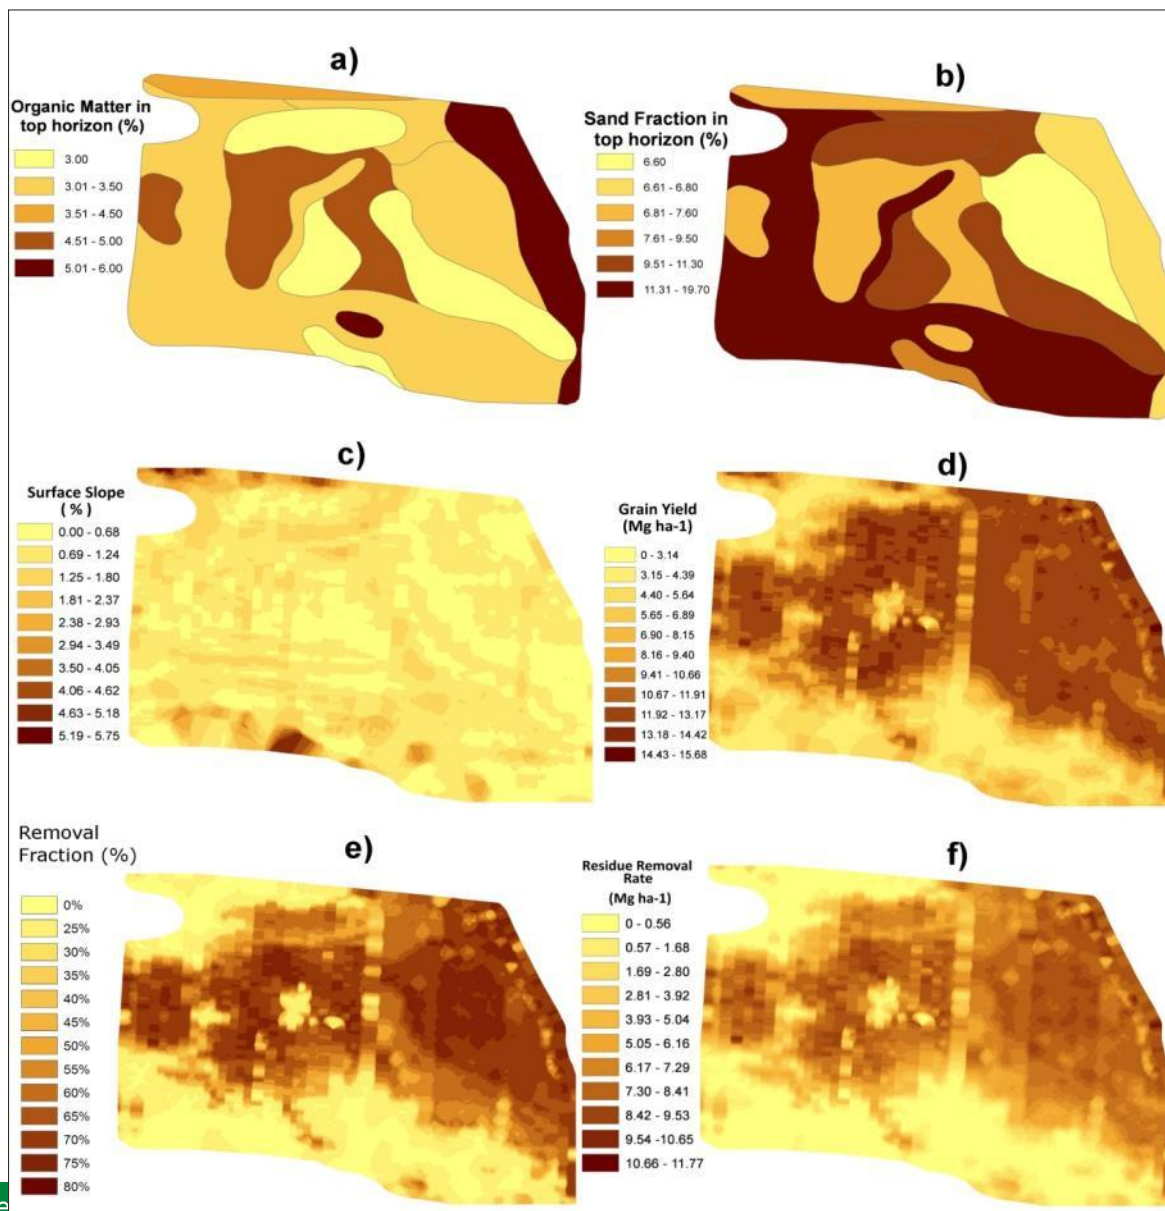 a)
Organic Matter in
top horizon (%)
3.00
3.01 - 3.50
3.51 - 4.50
4.51 - 5.00
5.01 - 6.00
b)
Sand Fraction in
top horizon (%)
6.60
6.61 - 6.80
6.81 - 7.60
7.61 - 9.50
9.51 - 11.30
11.31 - 19.70
c)
Surface Slope
( % )
0.00 - 0.68
0.69 - 1.24
1.25 - 1.80
1.81 - 2.37
2.38 - 2.93
2.94 - 3.49
3.50 - 4.05
4.06 - 4.62
4.63 - 5.18
5.19 - 5.75
d)
Grain Yield
(Mg ha-1)
0 - 3.14
3.15 - 4.39
4.40 - 5.64
5.65 - 6.89
6.90 - 8.15
8.16 - 9.40
9.41 - 10.66
10.67 - 11.91
11.92 - 13.17
13.18 - 14.42
14.43 - 15.68
Removal
Fraction (%)
e)
0%
25%
30%
35%
40%
45%
50%
55%
60%
65%
70%
75%
80%
f)
Residue Removal
Rate
(Mg ha-1)
0 - 0.56
0.57 - 1.68
1.69 - 2.80
2.81 - 3.92
3.93 - 5.04
5.05 - 6.16
6.17 - 7.29
7.30 - 8.41
8.42 - 9.53
9.54 -10.65
10.66 - 11.77